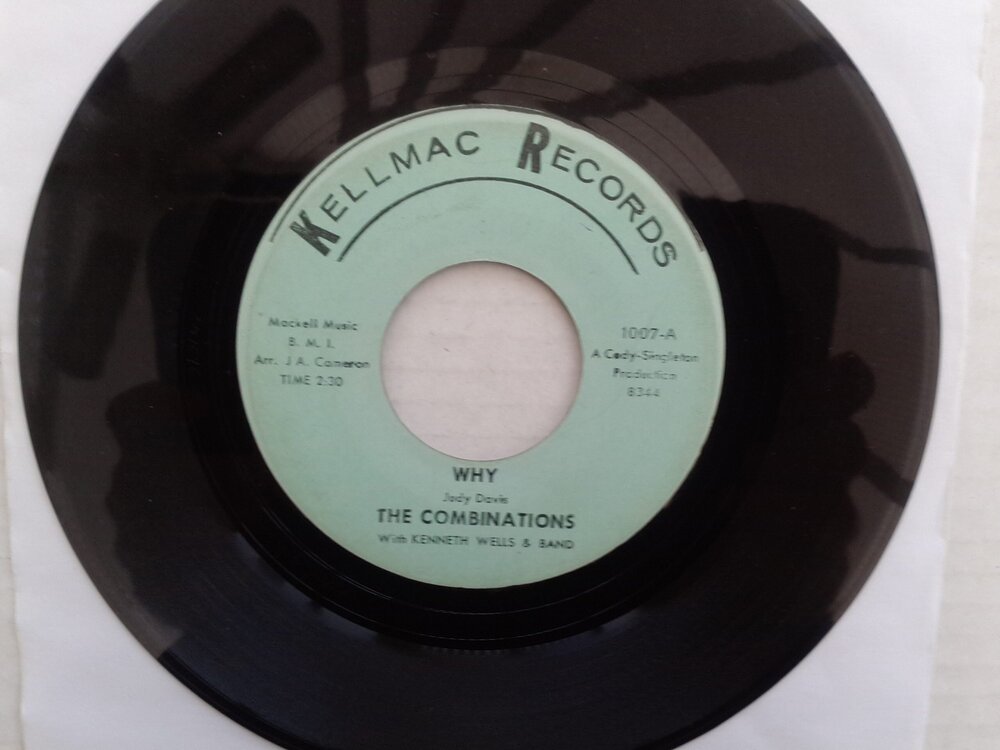 KELLMAC RECORDS
Mackell Music
B. M. I.
Arr. J A. Cameron
TIME 2:30
1007-A
A Cody-Singleton
Production
8344
WHY
Jody Davis
THE COMBINATIONS
With KENNETH WELLS & BAND